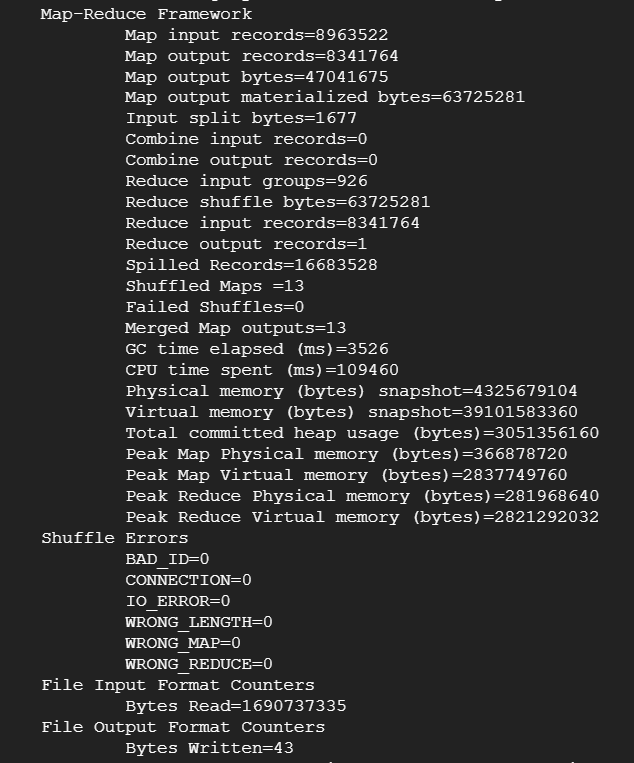 Map-Reduce Framework
Map input records=8963522
Map output records=8341764
Map output bytes=47041675
Map output materialized bytes=63725281
Input split bytes=1677
Combine input records=0
Combine output records=0
Reduce input groups=926
Reduce shuffle bytes=63725281
Reduce input records=8341764
Reduce output records=1
Spilled Records=16683528
Shuffled Maps =13
Failed Shuffles=0
Merged Map outputs=13
GC time elapsed (ms)=3526
CPU time spent (ms)=109460
Physical memory (bytes) snapshot=4325679104
Virtual memory (bytes) snapshot=39101583360
Total committed heap usage (bytes)=3051356160
Peak Map Physical memory (bytes)=366878720
Peak Map Virtual memory (bytes)=2837749760
Peak Reduce Physical memory (bytes)=281968640
Peak Reduce Virtual memory (bytes)=2821292032
Shuffle Errors
BAD_ID=0
CONNECTION=0
IO_ERROR=0
WRONG_LENGTH=0
WRONG_MAP=0
WRONG_REDUCE=0
File Input Format Counters
Bytes Read=1690737335
File Output Format Counters
Bytes Written=43